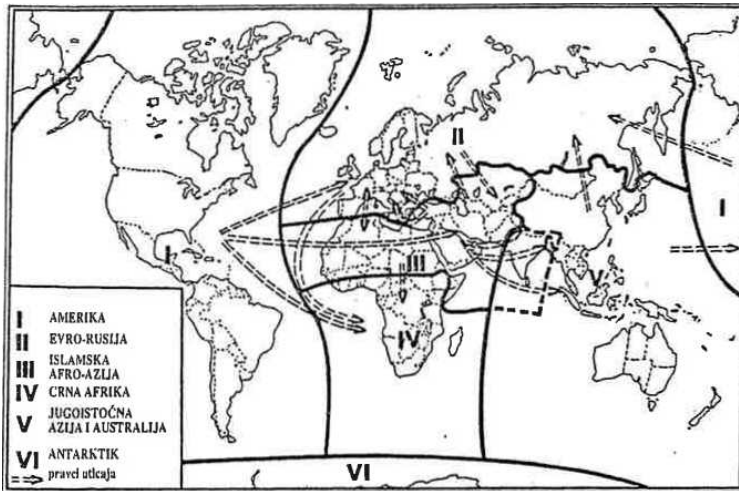 II
I
I
III
V
IV
I AMERIKA
II EVRO-RUSIJA
III ISLAMSKA
AFRO-AZIJA
IV CRNA AFRIKA
V JUGOISTOČNA
AZIJA I AUSTRALIJA
VI ANTARKTIK
pravci uticaja
VI